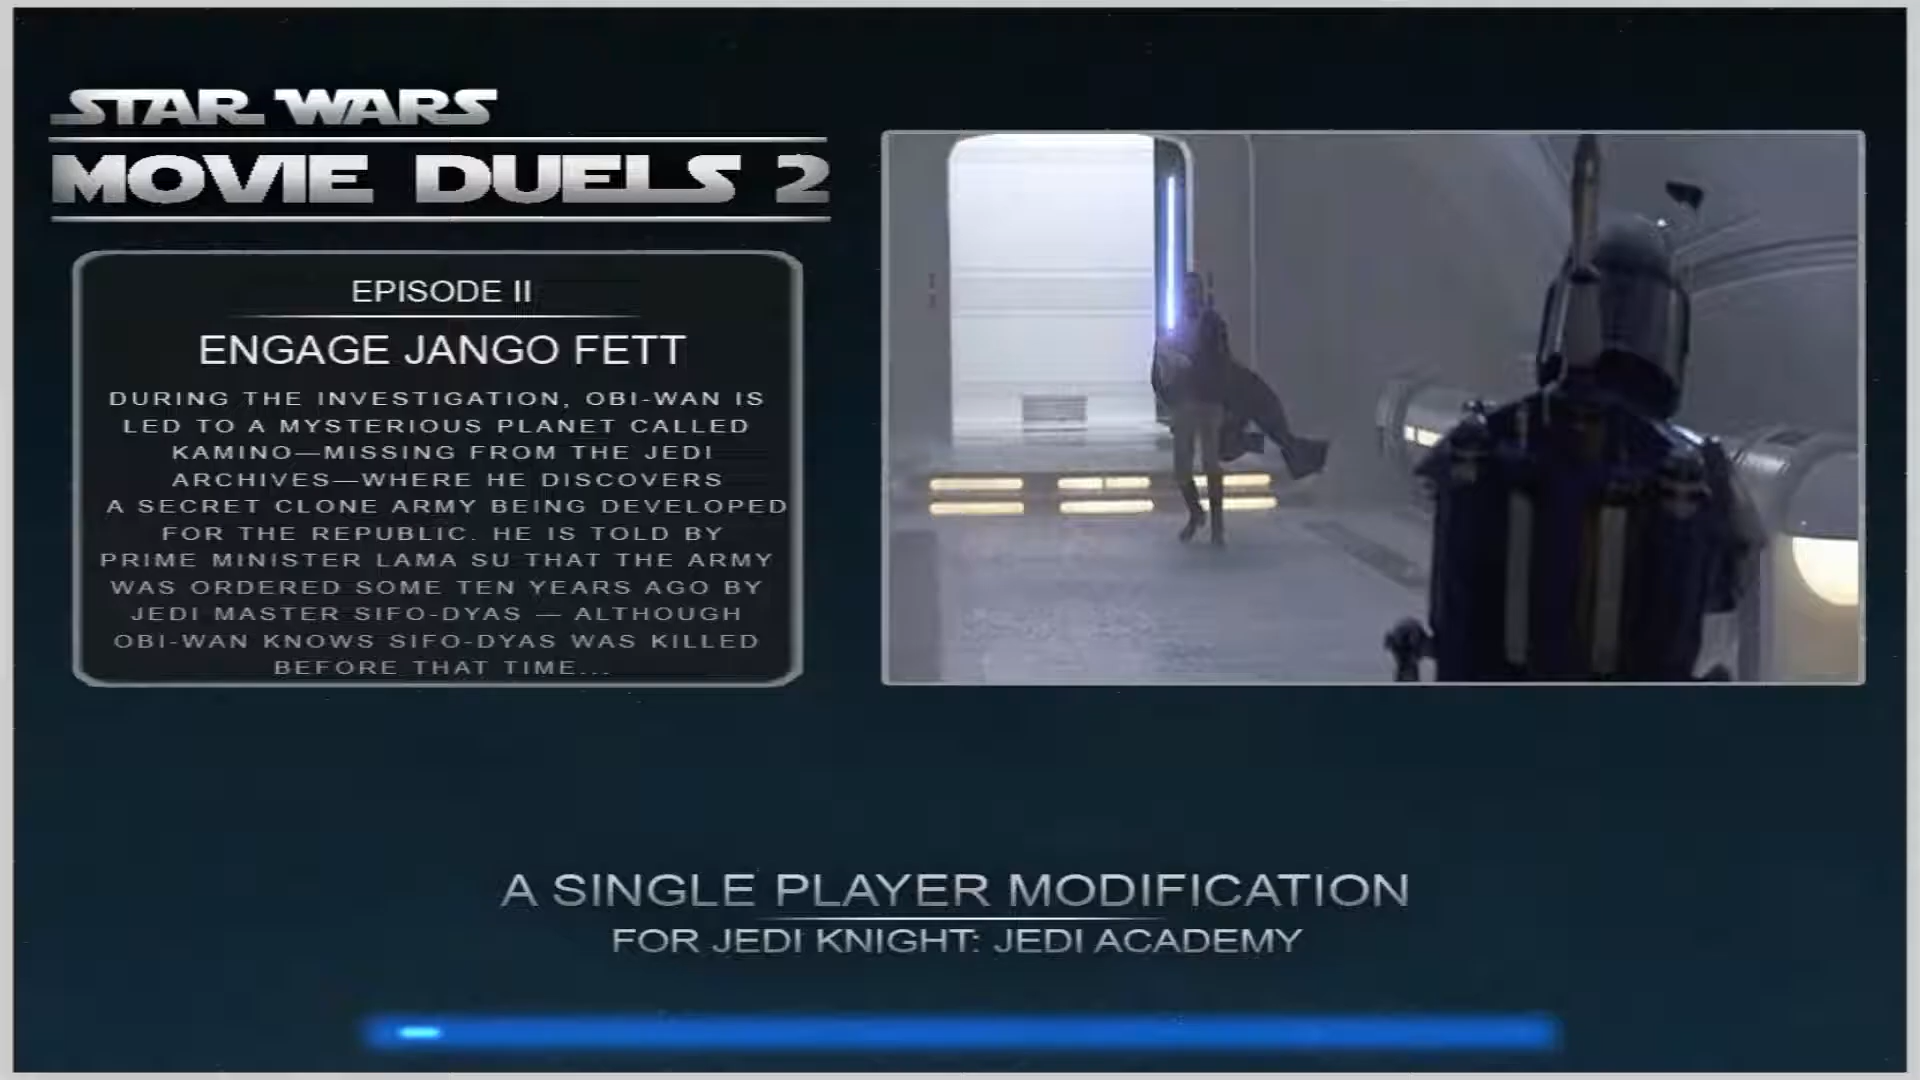 STAR WARS
MOVIE DUELS 2
EPISODE II
ENGAGE JANGO FETT
DURING THE INVESTIGATION, OBI-WAN IS
LED TO A MYSTERIOUS PLANET CALLED
KAMINO—MISSING FROM THE JEDI
ARCHIVES—WHERE HE DISCOVERS
A SECRET CLONE ARMY BEING DEVELOPED
FOR THE REPUBLIC. HE IS TOLD BY
PRIME MINISTER LAMA SU THAT THE ARMY
WAS ORDERED SOME TEN YEARS AGO BY
JEDI MASTER SIFO-DYAS — ALTHOUGH
OBI-WAN KNOWS SIFO-DYAS WAS KILLED
BEFORE THAT TIME...
A SINGLE PLAYER MODIFICATION
FOR JEDI KNIGHT: JEDI ACADEMY